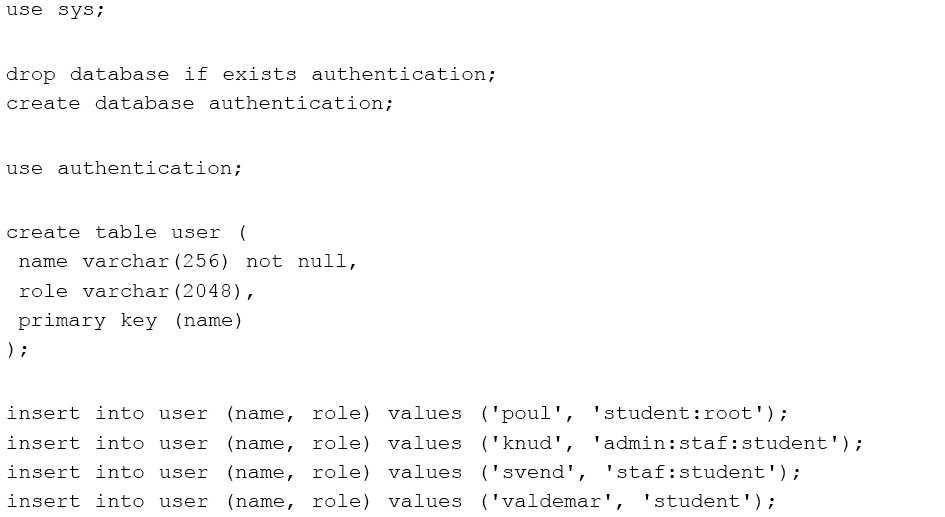 use sys;
drop database if exists authentication;
create database authentication;
use authentication;
create table user (
name varchar(256) not null,
role varchar(2048),
primary key (name)
);
insert into user (name, role) values ('poul', 'student:root');
insert into user (name, role) values ('knud', 'admin:staf:student');
insert into user (name, role) values ('svend', 'staf:student');
insert into user (name, role) values ('valdemar', 'student');